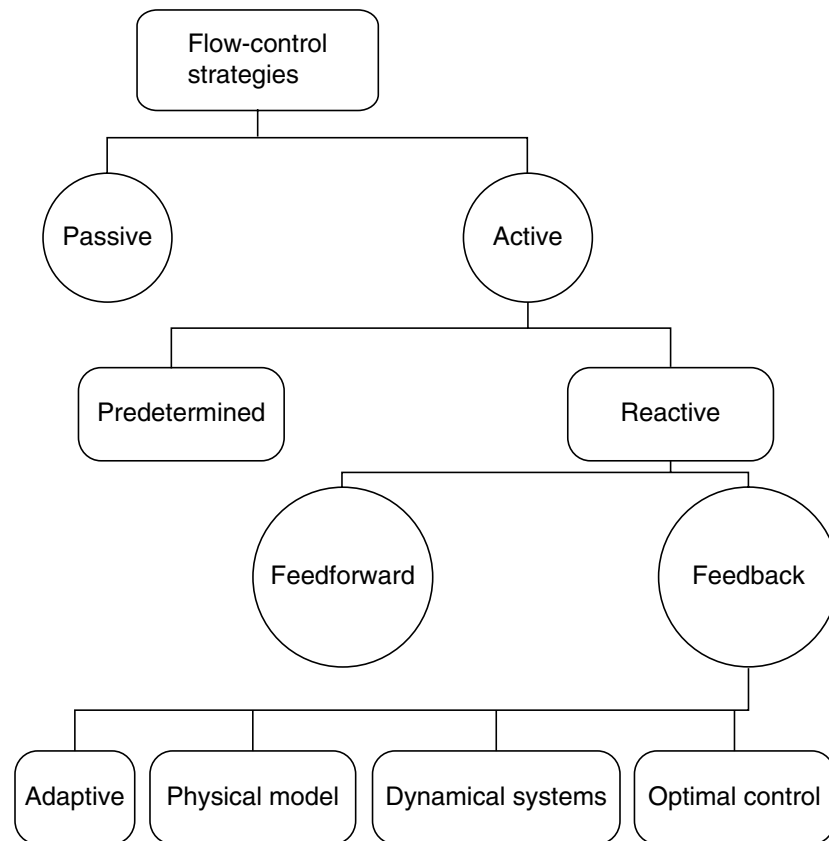 Flow-control
strategies
Passive
Active
Predetermined
Reactive
Feedforward
Feedback
Adaptive
Physical model
Dynamical systems
Optimal control